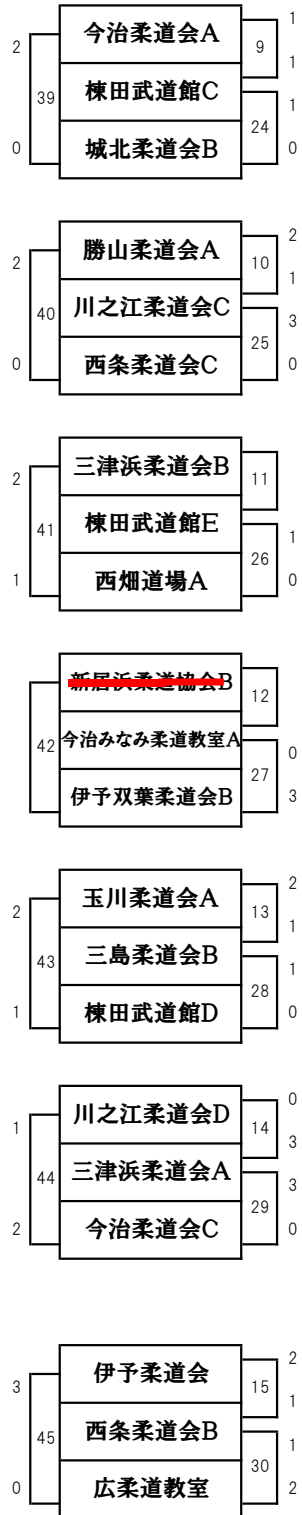 2 今治柔道会A 9 1
1
39 棟田武道館C 1
24
0 城北柔道会B 0
2 勝山柔道会A 10 2
1
40 川之江柔道会C 3
25
0 西条柔道会C 0
2 三津浜柔道会B 11
41 棟田武道館E 1
26
1 西畑道場A 0
新居浜柔道協会B 12
42 今治みなみ柔道教室A 0
27
伊予双葉柔道会B 3
2 玉川柔道会A 13 2
1
43 三島柔道会B 1
28
1 棟田武道館D 0
1 川之江柔道会D 14 0
3
44 三津浜柔道会A 3
29
2 今治柔道会C 0
3 伊予柔道会 15 2
1
45 西条柔道会B 1
30
0 広柔道教室 2